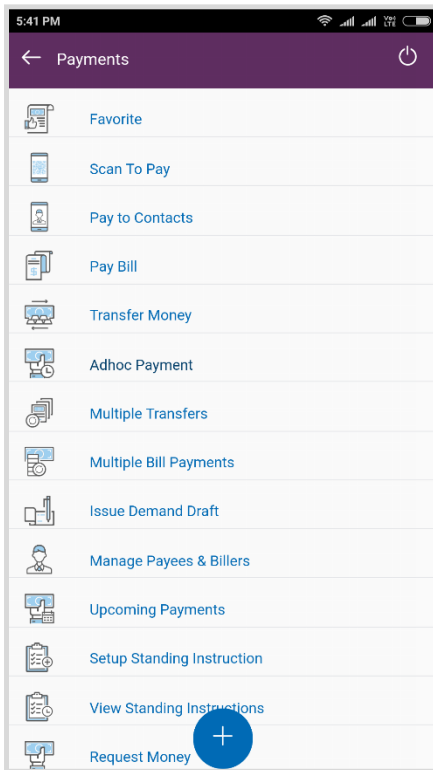 5:41 PM
VoI LTE
Payments
Favorite
Scan To Pay
Pay to Contacts
Pay Bill
Transfer Money
Adhoc Payment
Multiple Transfers
Multiple Bill Payments
Issue Demand Draft
Manage Payees & Billers
Upcoming Payments
Setup Standing Instruction
View Standing Instructions
Request Money